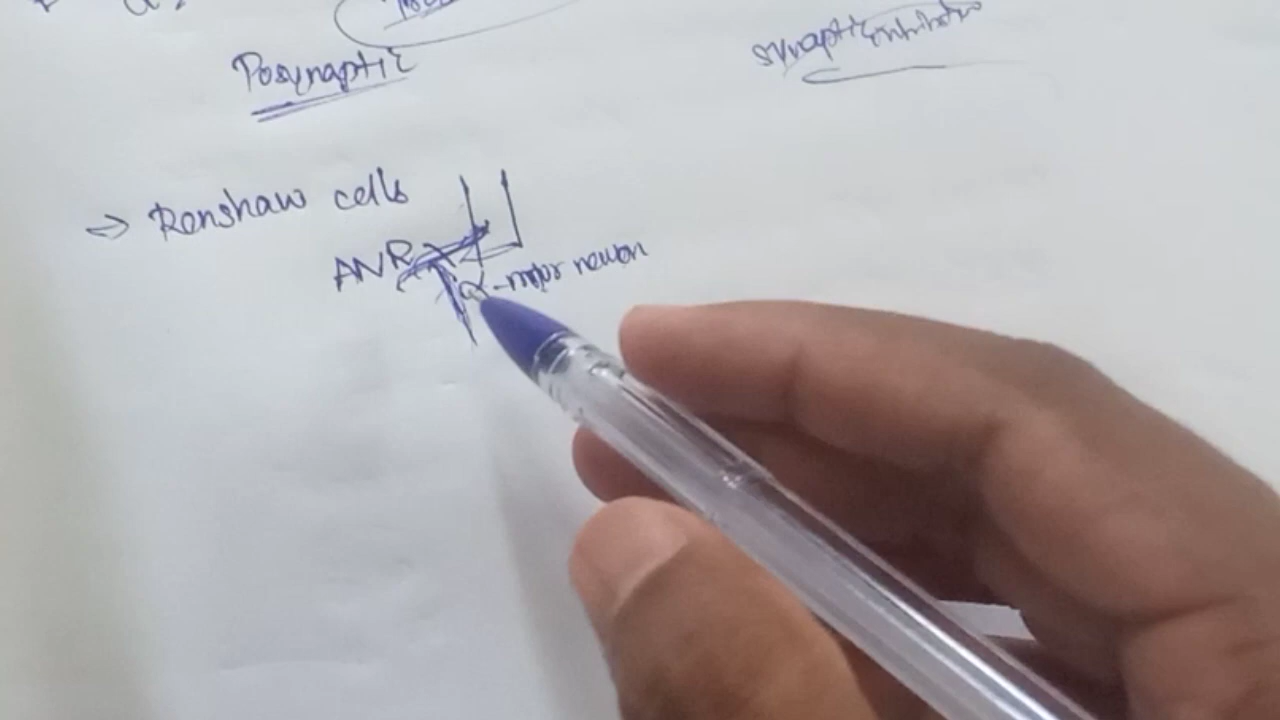 Posynaptic
synaptic inhibition
⇒ Renshaw cells
ANR
α-motor neuron